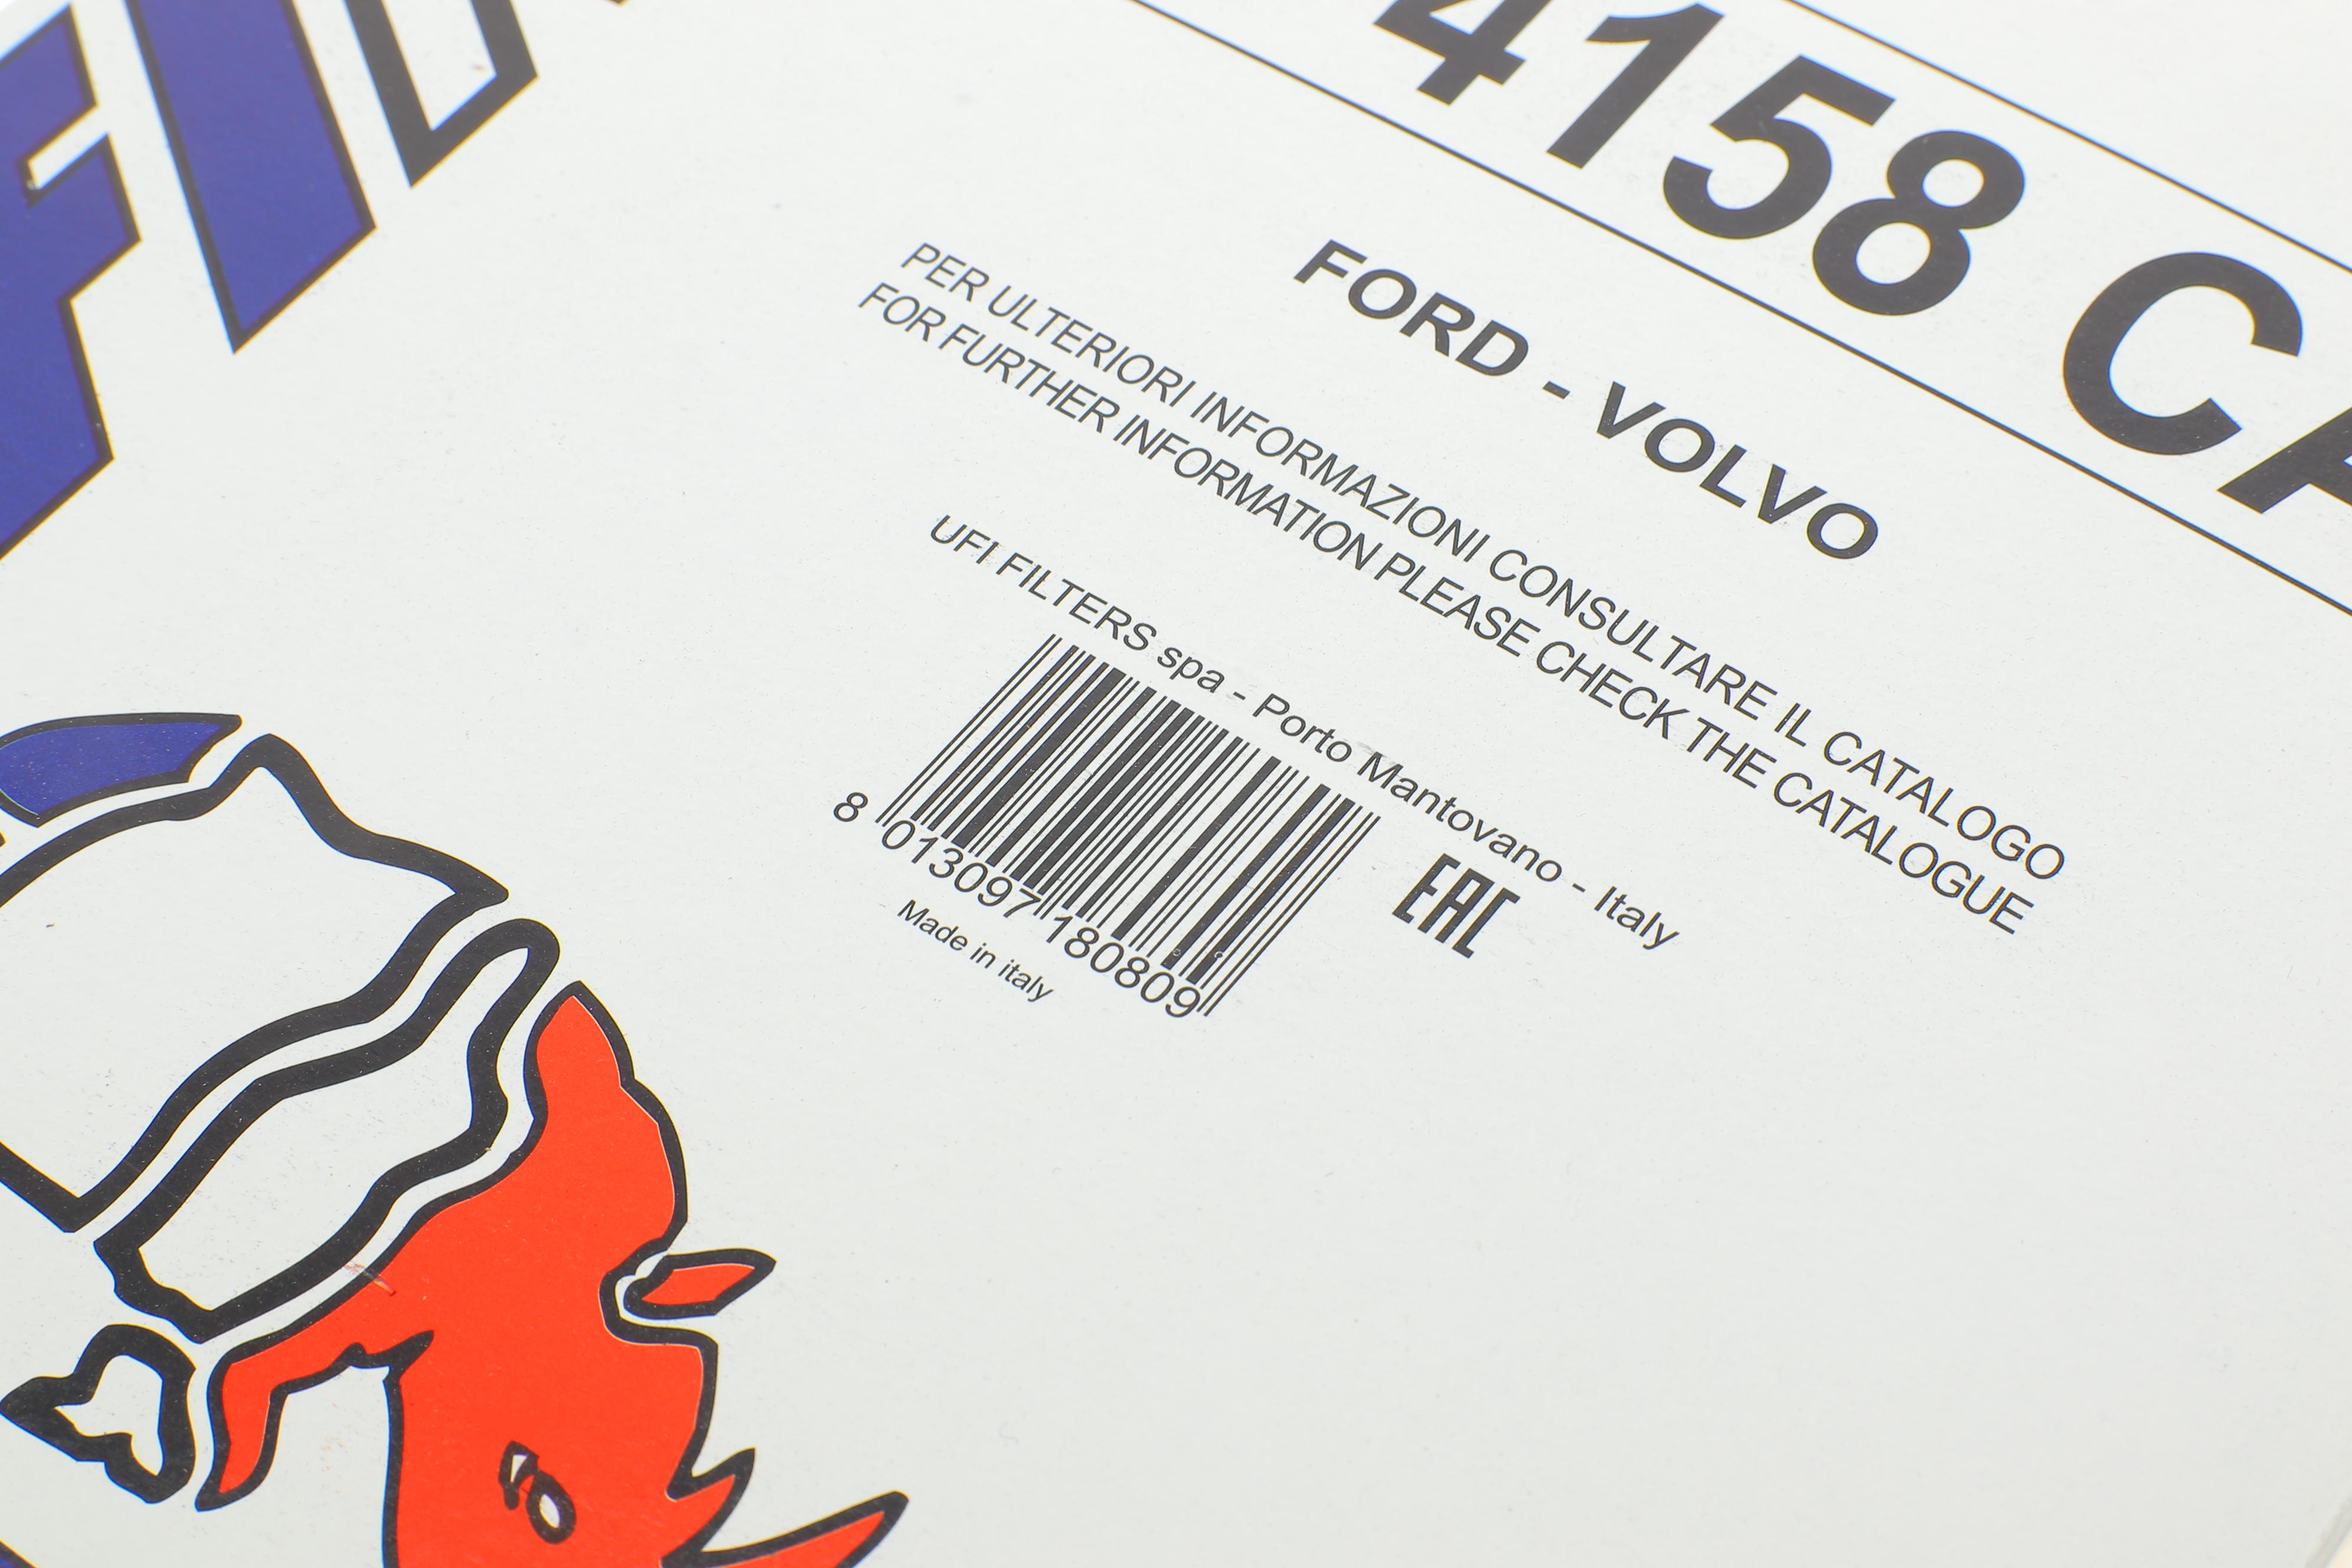 4158 CA
FORD - VOLVO
PER ULTERIORI INFORMAZIONI CONSULTARE IL CATALOGO
FOR FURTHER INFORMATION PLEASE CHECK THE CATALOGUE
UFI FILTERS spa - Porto Mantovano - Italy
8 013097 180809
EAC
Made in italy